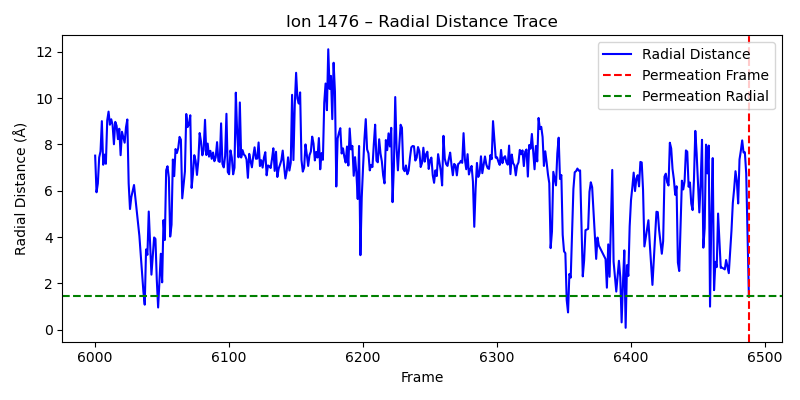 Ion 1476 – Radial Distance Trace
Radial Distance (Å)
12
10
8
6
4
2
0
Radial Distance
Permeation Frame
Permeation Radial
6000
6100
6200
6300
6400
6500
Frame